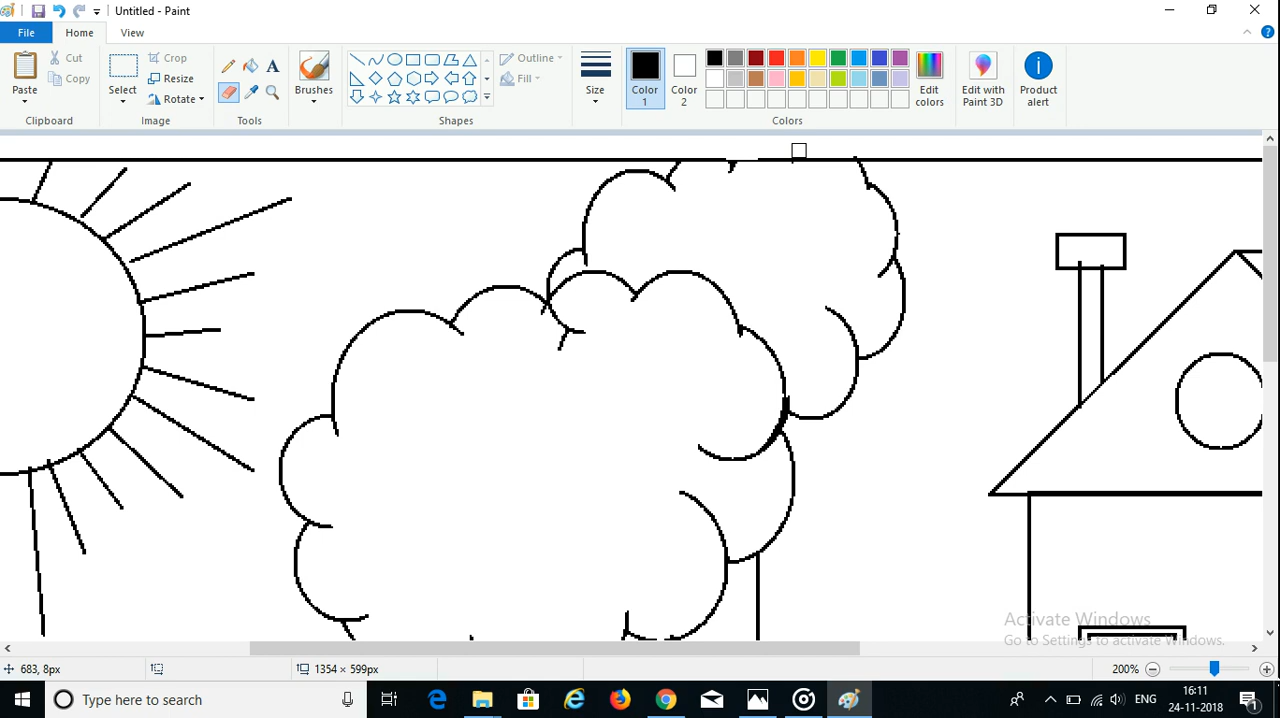 Untitled - Paint
File
Home
View
Paste
Cut
Copy
Clipboard
Select
Crop
Resize
Rotate
Image
A
Tools
Brushes
Outline
Fill
Shapes
Size
Color 1
Color 2
Edit colors
Colors
Edit with Paint 3D
Product alert
Activate Windows
Go to Settings to activate Windows.
683, 8px
1354 × 599px
200%
Type here to search
ENG
16:11
24-11-2018
1